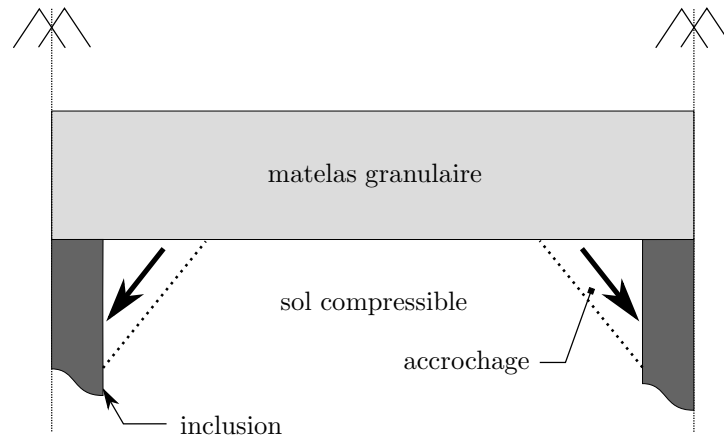 matelas granulaire
sol compressible
accrochage
inclusion